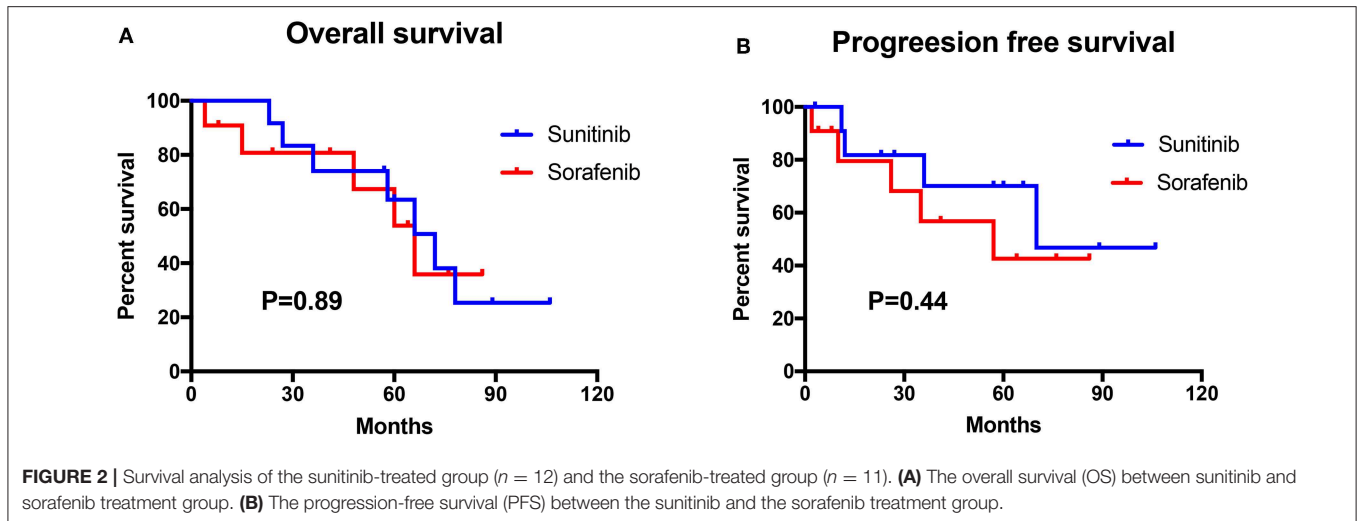 A
Overall survival
Percent survival
100
80
60
40
20
0
0 30 60 90 120
Months
Sunitinib
Sorafenib
P=0.89
B
Progreesion free survival
Percent survival
100
80
60
40
20
0
0 30 60 90 120
Months
Sunitinib
Sorafenib
P=0.44
FIGURE 2 | Survival analysis of the sunitinib-treated group (n = 12) and the sorafenib-treated group (n = 11). (A) The overall survival (OS) between sunitinib and
sorafenib treatment group. (B) The progression-free survival (PFS) between the sunitinib and the sorafenib treatment group.